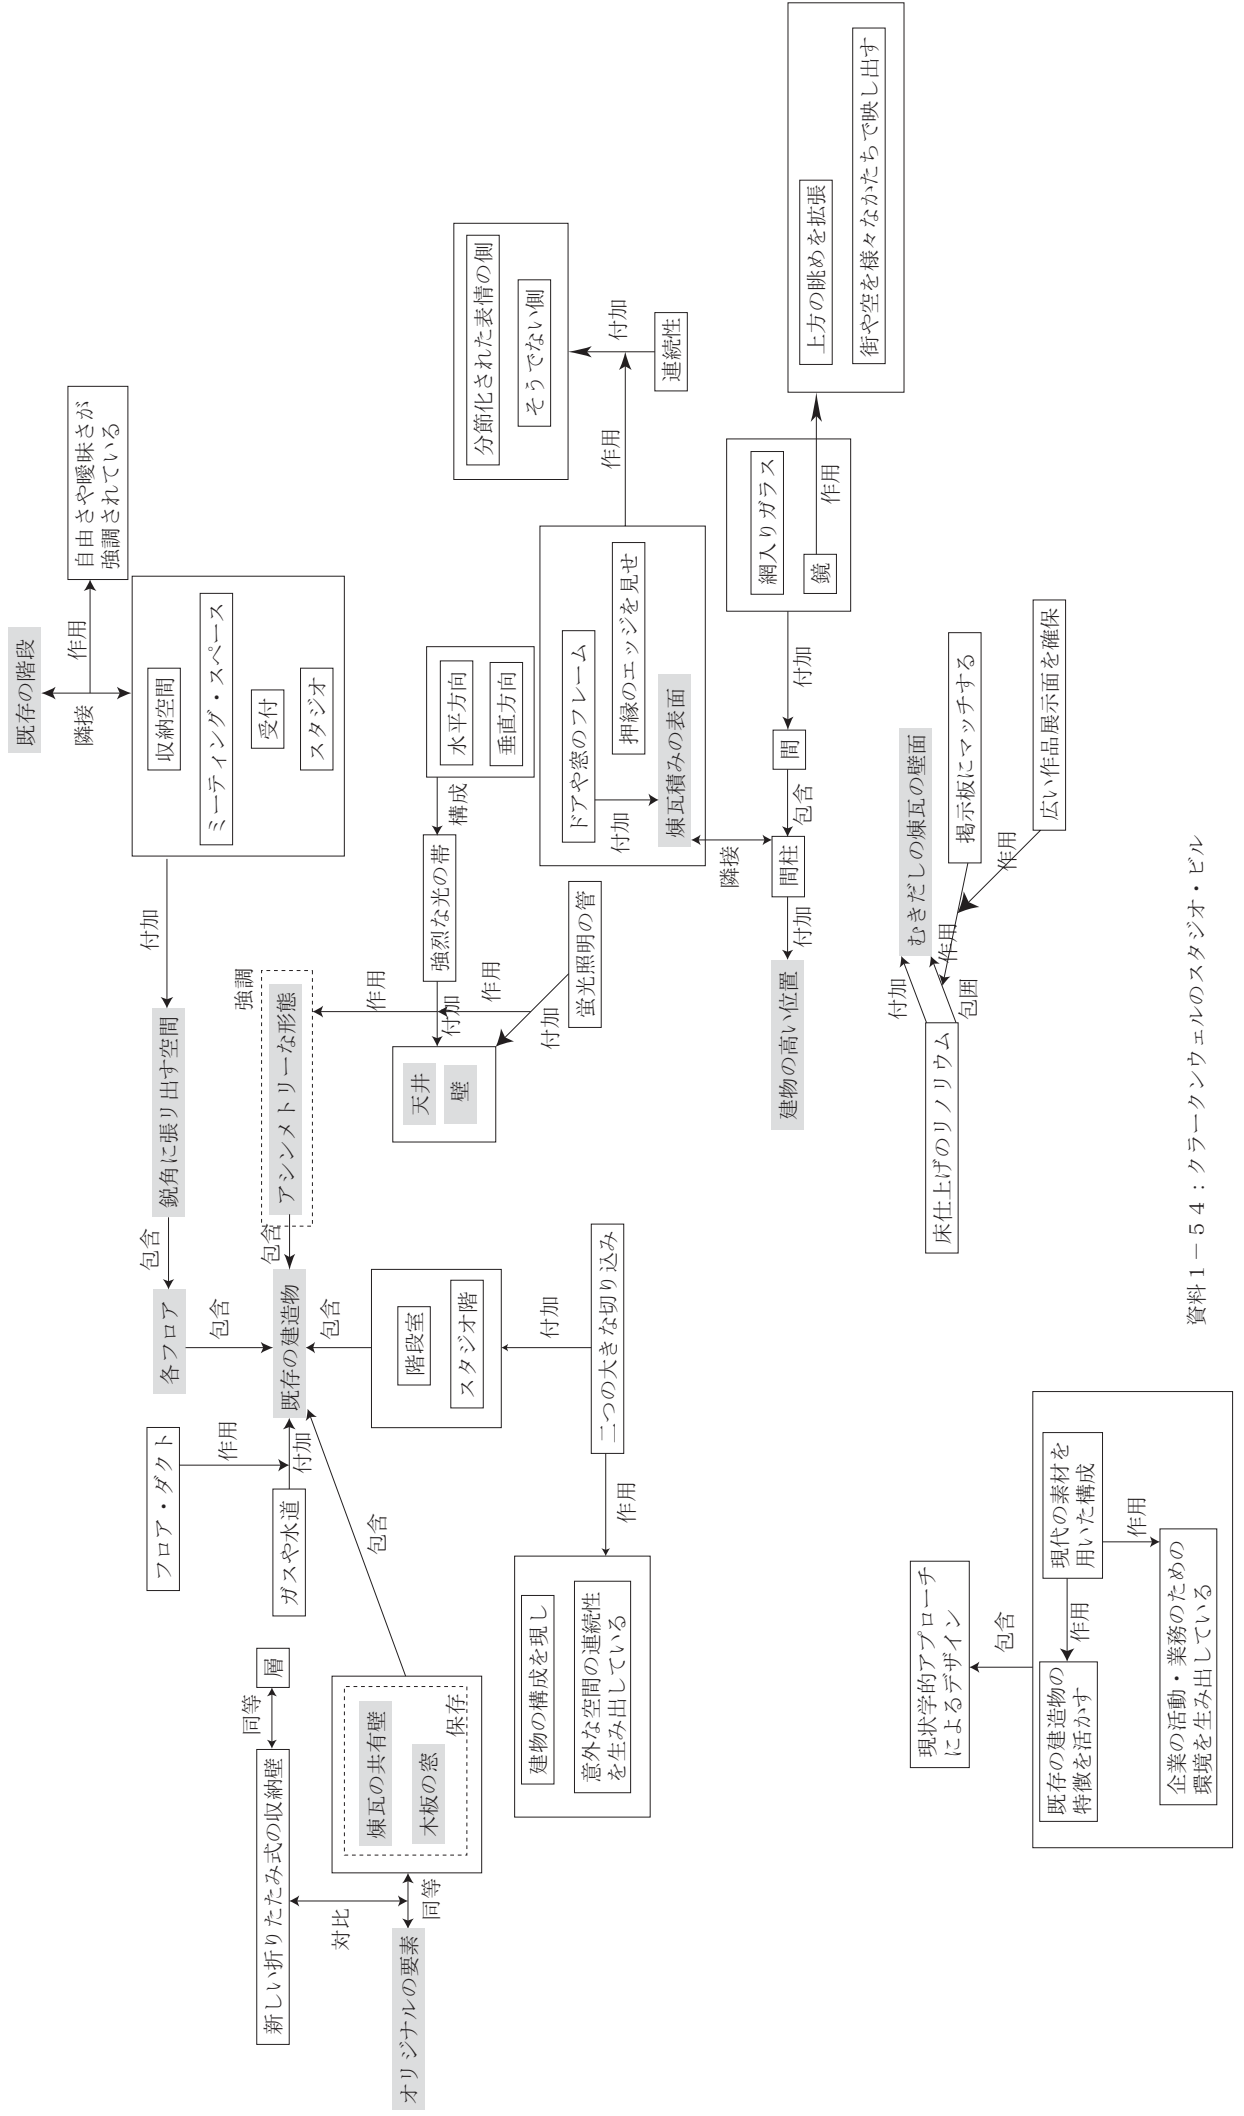 新しい折りたたみ式の収納壁
同等
層
対比
オリジナルの要素
同等
煉瓦の共有壁
木板の窓
保存
包含
フロア・ダクト
作用
ガスや水道
付加
各フロア
包含
既存の建造物
包含
鋭角に張り出す空間
付加
収納空間
ミーティング・スペース
受付
スタジオ
隣接
既存の階段
作用
自由さや曖昧さが
強調されている
包含
アシンメトリーな形態
強調
包含
階段室
スタジオ階
付加
二つの大きな切り込み
作用
建物の構成を現し
意外な空間の連続性
を生み出している
天井
壁
付加
強烈な光の帯
構成
水平方向
垂直方向
作用
作用
付加
蛍光照明の管
ドアや窓のフレーム
押縁のエッジを見せ
付加
煉瓦積みの表面
作用
分節化された表情の側
そうでない側
付加
連続性
隣接
建物の高い位置
付加
間柱
包含
間
付加
網入りガラス
鏡
作用
上方の眺めを拡張
街や空を様々なかたちで映し出す
床仕上げのリノリウム
付加
包囲
むきだしの煉瓦の壁面
作用
掲示板にマッチする
作用
広い作品展示面を確保
現状学的アプローチ
によるデザイン
包含
既存の建造物の
特徴を活かす
作用
現代の素材を
用いた構成
作用
企業の活動・業務のための
環境を生み出している
資料1−54：クラークンウェルのスタジオ・ビル